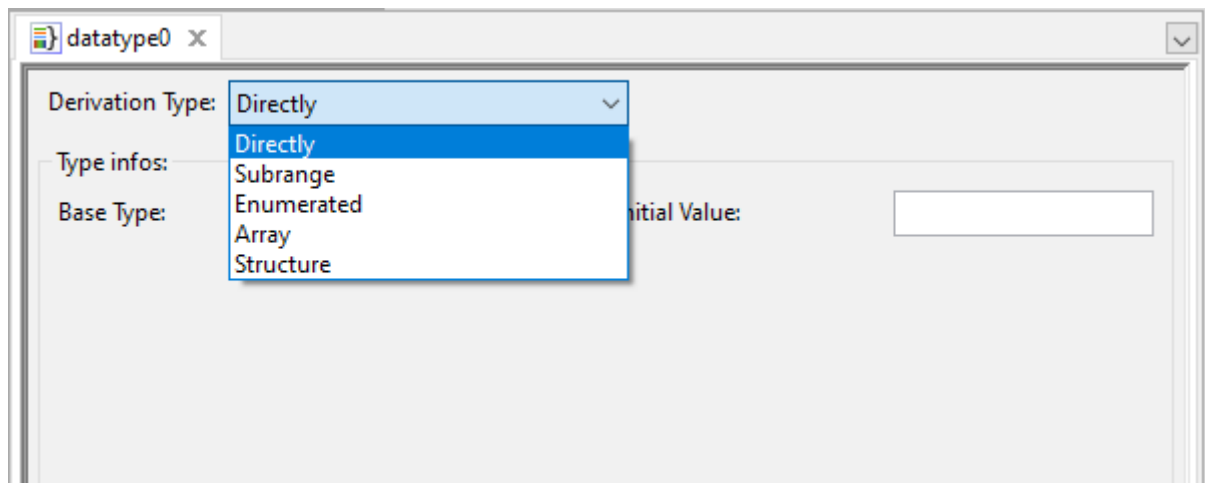 datatype0
Derivation Type: Directly
Directly
Type infos:
Subrange
Base Type:
Enumerated
nitial Value:
Array
Structure